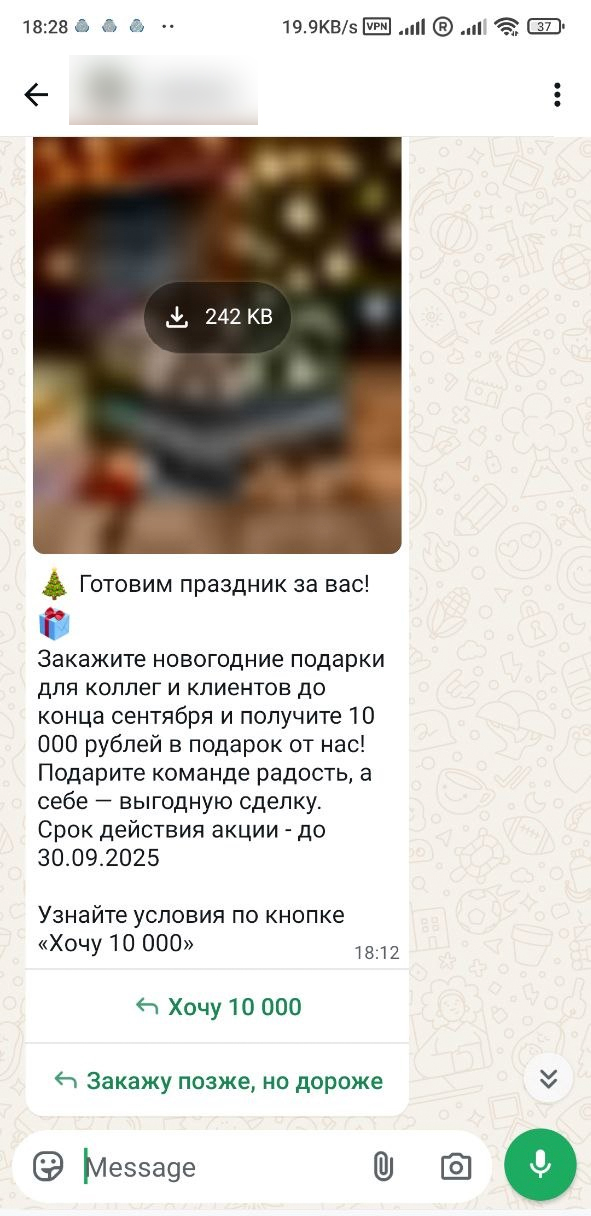 18:28
19.9KB/s VPN R 37
242 KB
🎄 Готовим праздник за вас!
🎁
Закажите новогодние подарки
для коллег и клиентов до
конца сентября и получите 10
000 рублей в подарок от нас!
Подарите команде радость, а
себе — выгодную сделку.
Срок действия акции - до
30.09.2025
Узнайте условия по кнопке
«Хочу 10 000»
18:12
Хочу 10 000
Закажу позже, но дороже
Message